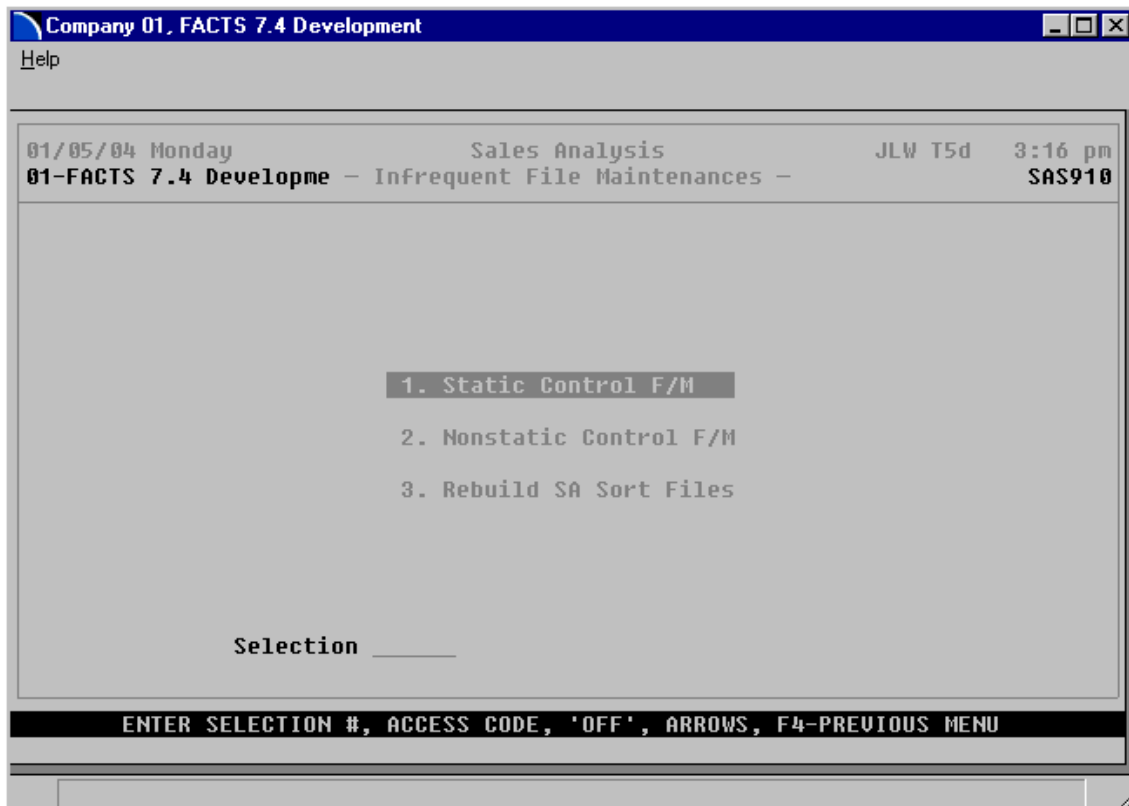 Company 01, FACTS 7.4 Development
Help
01/05/04 Monday Sales Analysis JLW T5d 3:16 pm
01-FACTS 7.4 Developme — Infrequent File Maintenances — SAS910
1. Static Control F/M
2. Nonstatic Control F/M
3. Rebuild SA Sort Files
Selection ______
ENTER SELECTION #, ACCESS CODE, 'OFF', ARROWS, F4-PREVIOUS MENU